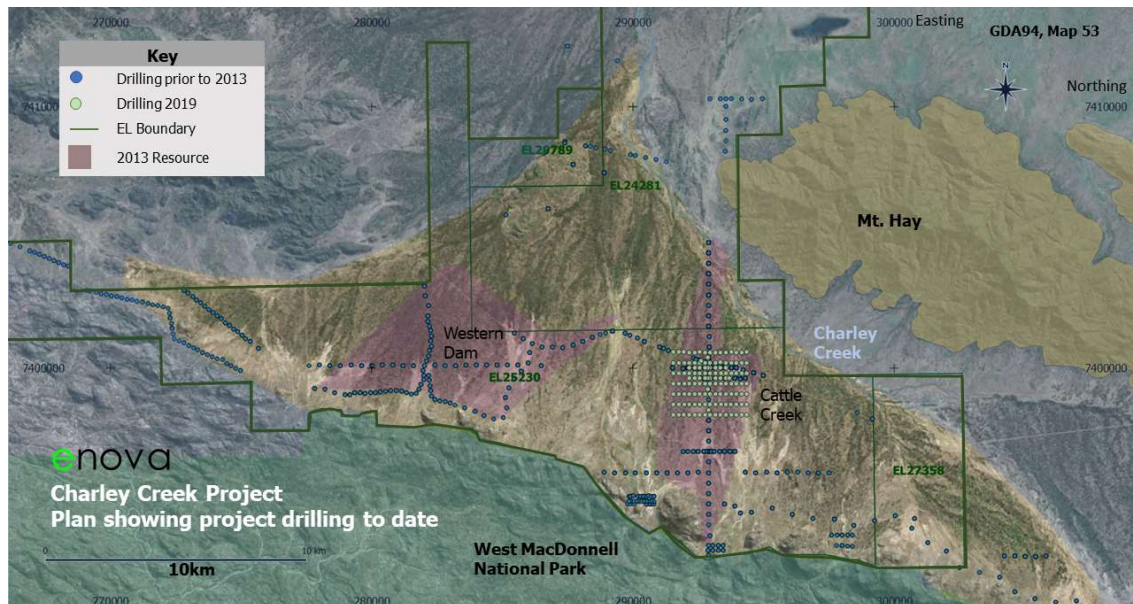 270000
280000
290000
300000
Easting
GDA94, Map 53
Key
Drilling prior to 2013
Drilling 2019
EL Boundary
2013 Resource
N
Northing
7410000
7410000
EL29789
EL24281
Mt. Hay
Western
Dam
Charley
Creek
7400000
7400000
EL25230
Cattle
Creek
enova
EL27358
Charley Creek Project
Plan showing project drilling to date
10 km
10km
West MacDonnell
National Park
270000
280000
290000
300000